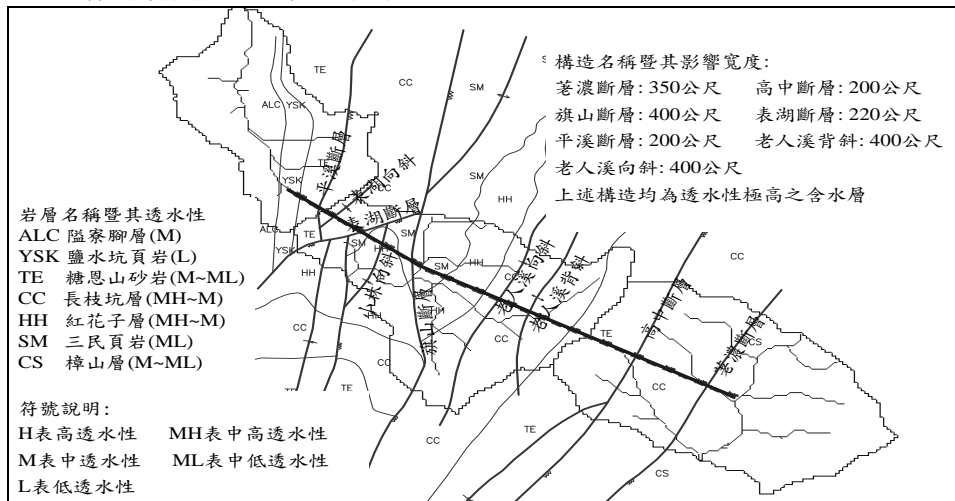 構造名稱暨其影響寬度:
荖濃斷層: 350公尺 高中斷層: 200公尺
旗山斷層: 400公尺 表湖斷層: 220公尺
平溪斷層: 200公尺 老人溪背斜: 400公尺
老人溪向斜: 400公尺
上述構造均為透水性極高之含水層
TE
CC
SM
S
ALC
YSK
TE
SM
HH
CC
YSK
平溪斷層
表湖向斜
表湖斷層
ALC
TE
SM
HH
SM
HH
CC
老人溪向斜
老人溪背斜
旗山斷層
CC
CC
TE
高中斷層
荖濃斷層
CS
CC
CC
TE
TE
CC
TE
CS
岩層名稱暨其透水性
ALC 隘寮腳層(M)
YSK 鹽水坑頁岩(L)
TE 糖恩山砂岩(M~ML)
CC 長枝坑層(MH~M)
HH 紅花子層(MH~M)
SM 三民頁岩(ML)
CS 樟山層(M~ML)
符號說明:
H表高透水性 MH表中高透水性
M表中透水性 ML表中低透水性
L表低透水性